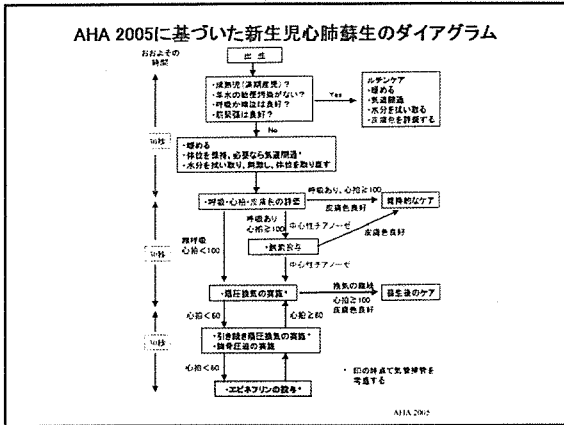 AHA 2005に基づいた新生児心肺蘇生のダイアグラム
おおよその
時間
出生
・成熟児(満期産児)?
・羊水の胎便汚染がない?
・呼吸か啼泣は良好?
・筋緊張は良好?
Yes
ルチンケア
・暖める
・気道開通
・水分を拭い取る
・皮膚色を評価する
No
30秒
・暖める
・体位を保持、必要なら気道開通*
・水分を拭い取り、刺激し、体位を取り直す
・呼吸・心拍・皮膚色の評価
呼吸あり、心拍≧100
皮膚色良好
支持的なケア
呼吸あり
心拍≧100
中心性チアノーゼ
皮膚色良好
30秒
無呼吸
心拍<100
・酸素投与
中心性チアノーゼ
・陽圧換気の実施*
換気の継続
心拍≧100
皮膚色良好
蘇生後のケア
心拍<60
心拍≧60
30秒
・引き続き陽圧換気の実施*
・胸骨圧迫の実施
心拍<60
・エピネフリンの投与*
* 印の時点で気管挿管を
考慮する
AHA 2005